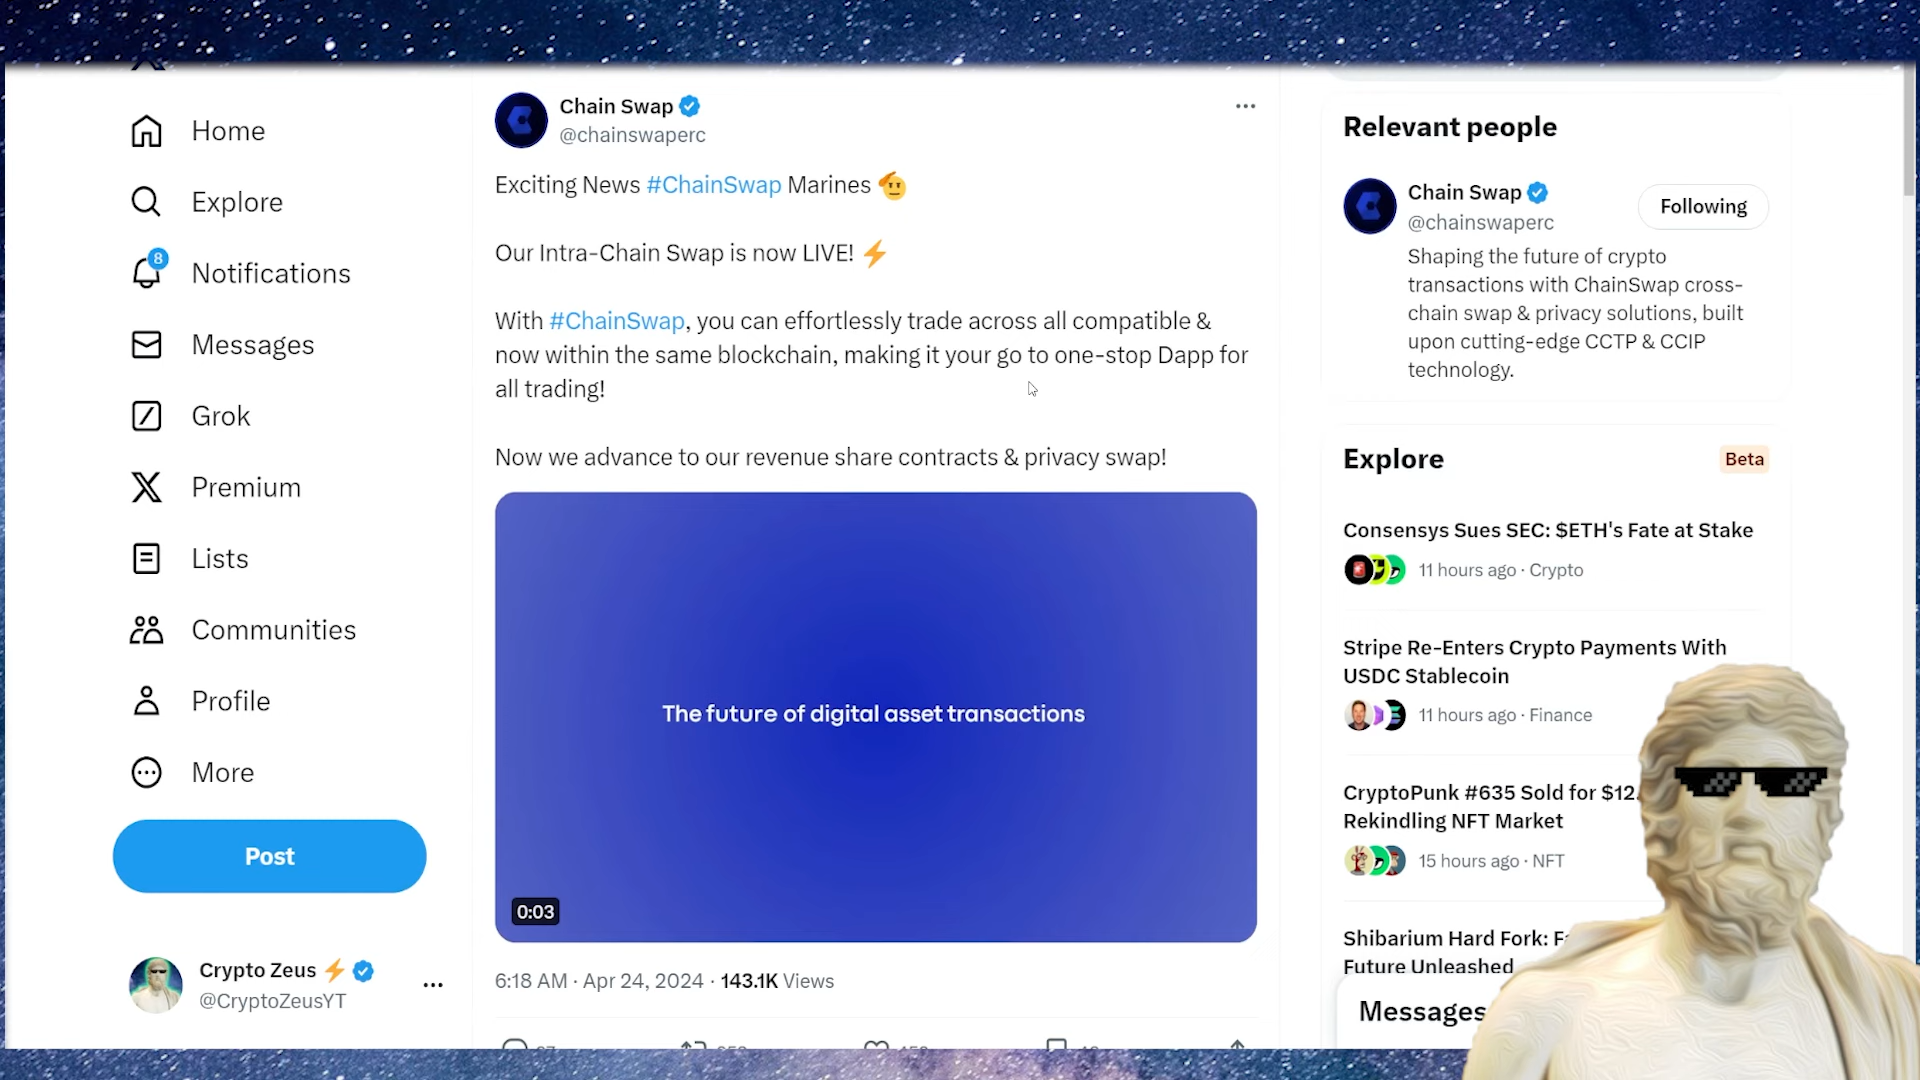 Home
Explore
8
Notifications
Messages
Grok
Premium
Lists
Communities
Profile
More
Post
Crypto Zeus ⚡
@CryptoZeusYT
Chain Swap
@chainswaperc
Exciting News #ChainSwap Marines 🫡
Our Intra-Chain Swap is now LIVE! ⚡
With #ChainSwap, you can effortlessly trade across all compatible &
now within the same blockchain, making it your go to one-stop Dapp for
all trading!
Now we advance to our revenue share contracts & privacy swap!
The future of digital asset transactions
0:03
6:18 AM · Apr 24, 2024 · 143.1K Views
Relevant people
Chain Swap
@chainswaperc
Following
Shaping the future of crypto
transactions with ChainSwap cross-
chain swap & privacy solutions, built
upon cutting-edge CCTP & CCIP
technology.
Explore
Beta
Consensys Sues SEC: $ETH's Fate at Stake
11 hours ago · Crypto
Stripe Re-Enters Crypto Payments With
USDC Stablecoin
11 hours ago · Finance
CryptoPunk #635 Sold for $12
Rekindling NFT Market
15 hours ago · NFT
Shibarium Hard Fork:
Future Unleashed
Messages